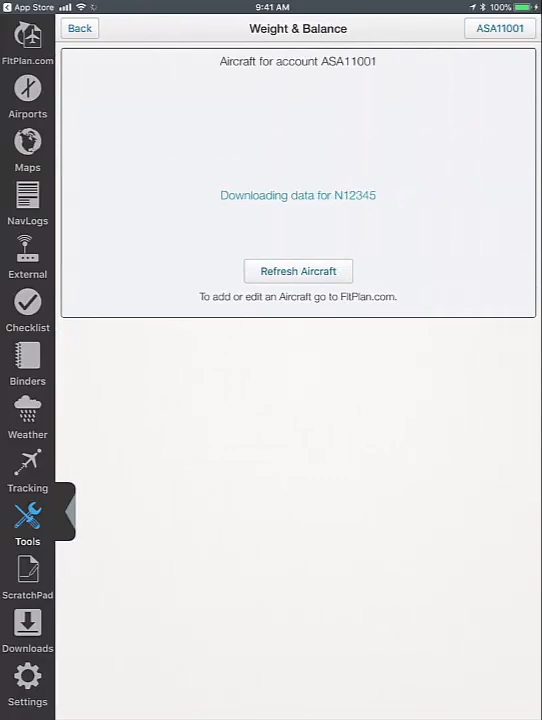 App Store
9:41 AM
100%
Back
Weight & Balance
ASA11001
Aircraft for account ASA11001
Downloading data for N12345
Refresh Aircraft
To add or edit an Aircraft go to FltPlan.com.
FltPlan.com
Airports
Maps
NavLogs
External
Checklist
Binders
Weather
Tracking
Tools
ScratchPad
Downloads
Settings